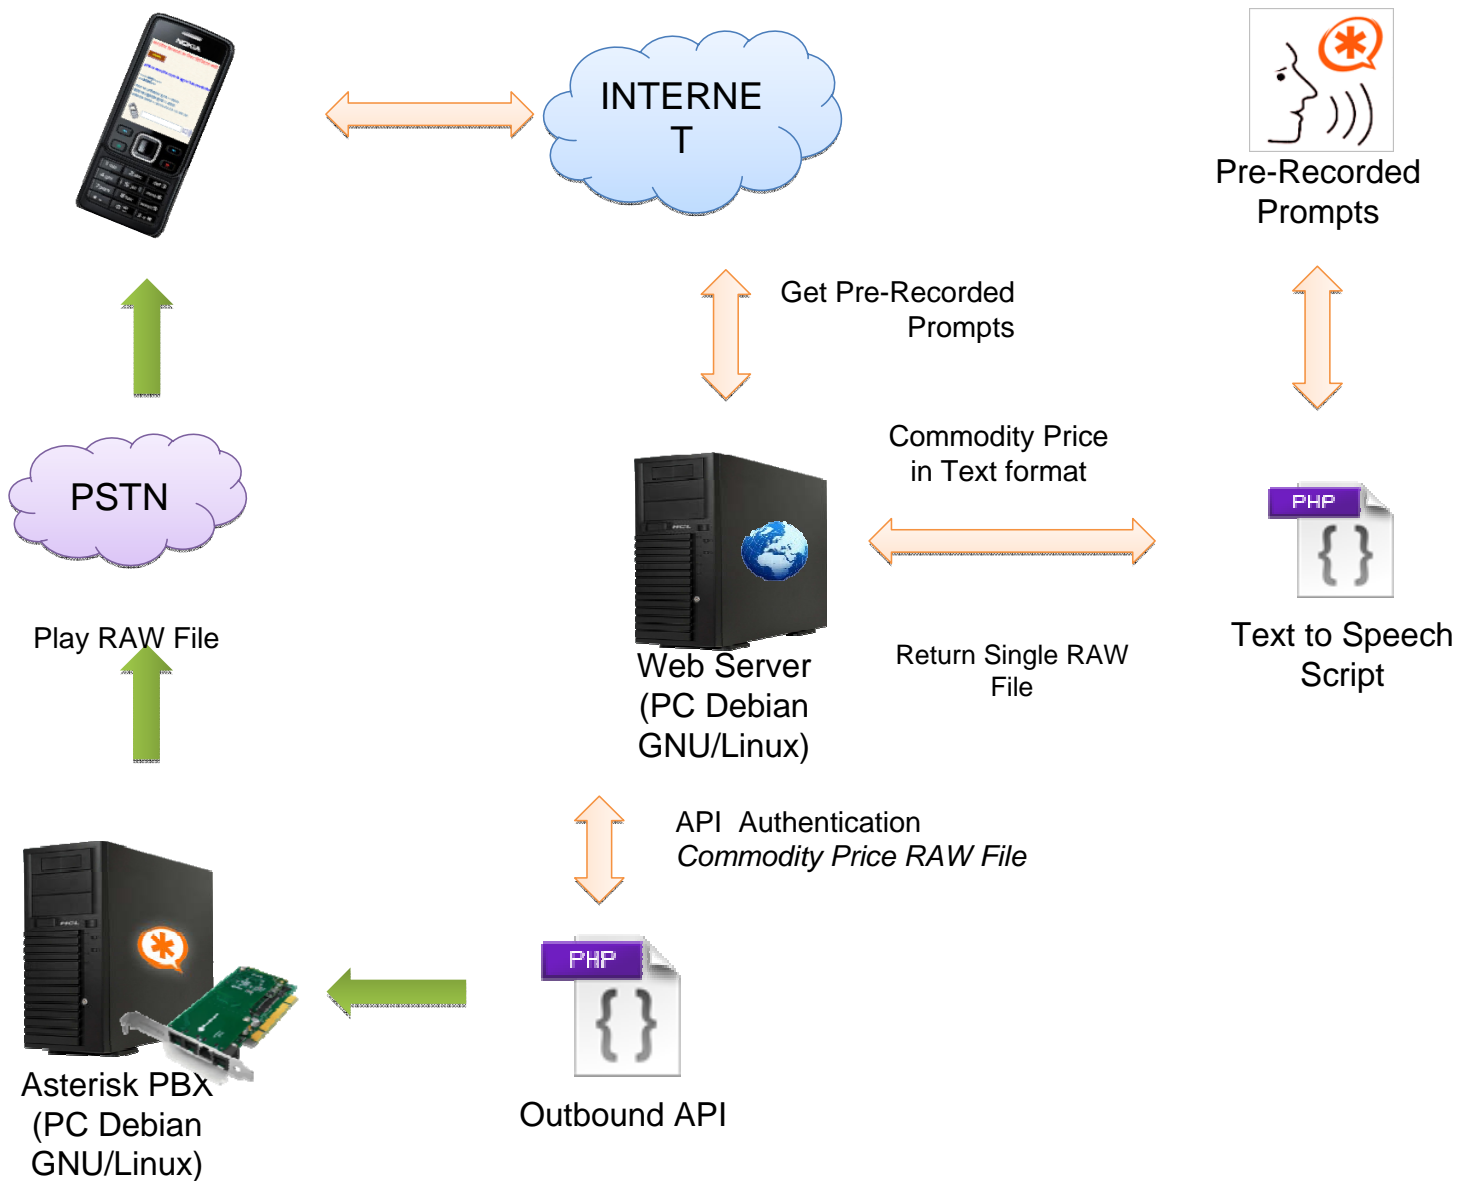 NOKIA
INTERNE
T
Pre-Recorded
Prompts
Get Pre-Recorded
Prompts
Commodity Price
in Text format
PSTN
PHP
{ }
Play RAW File
Web Server
(PC Debian
GNU/Linux)
Return Single RAW
File
Text to Speech
Script
API Authentication
Commodity Price RAW File
PHP
{ }
Asterisk PBX
(PC Debian
GNU/Linux)
Outbound API